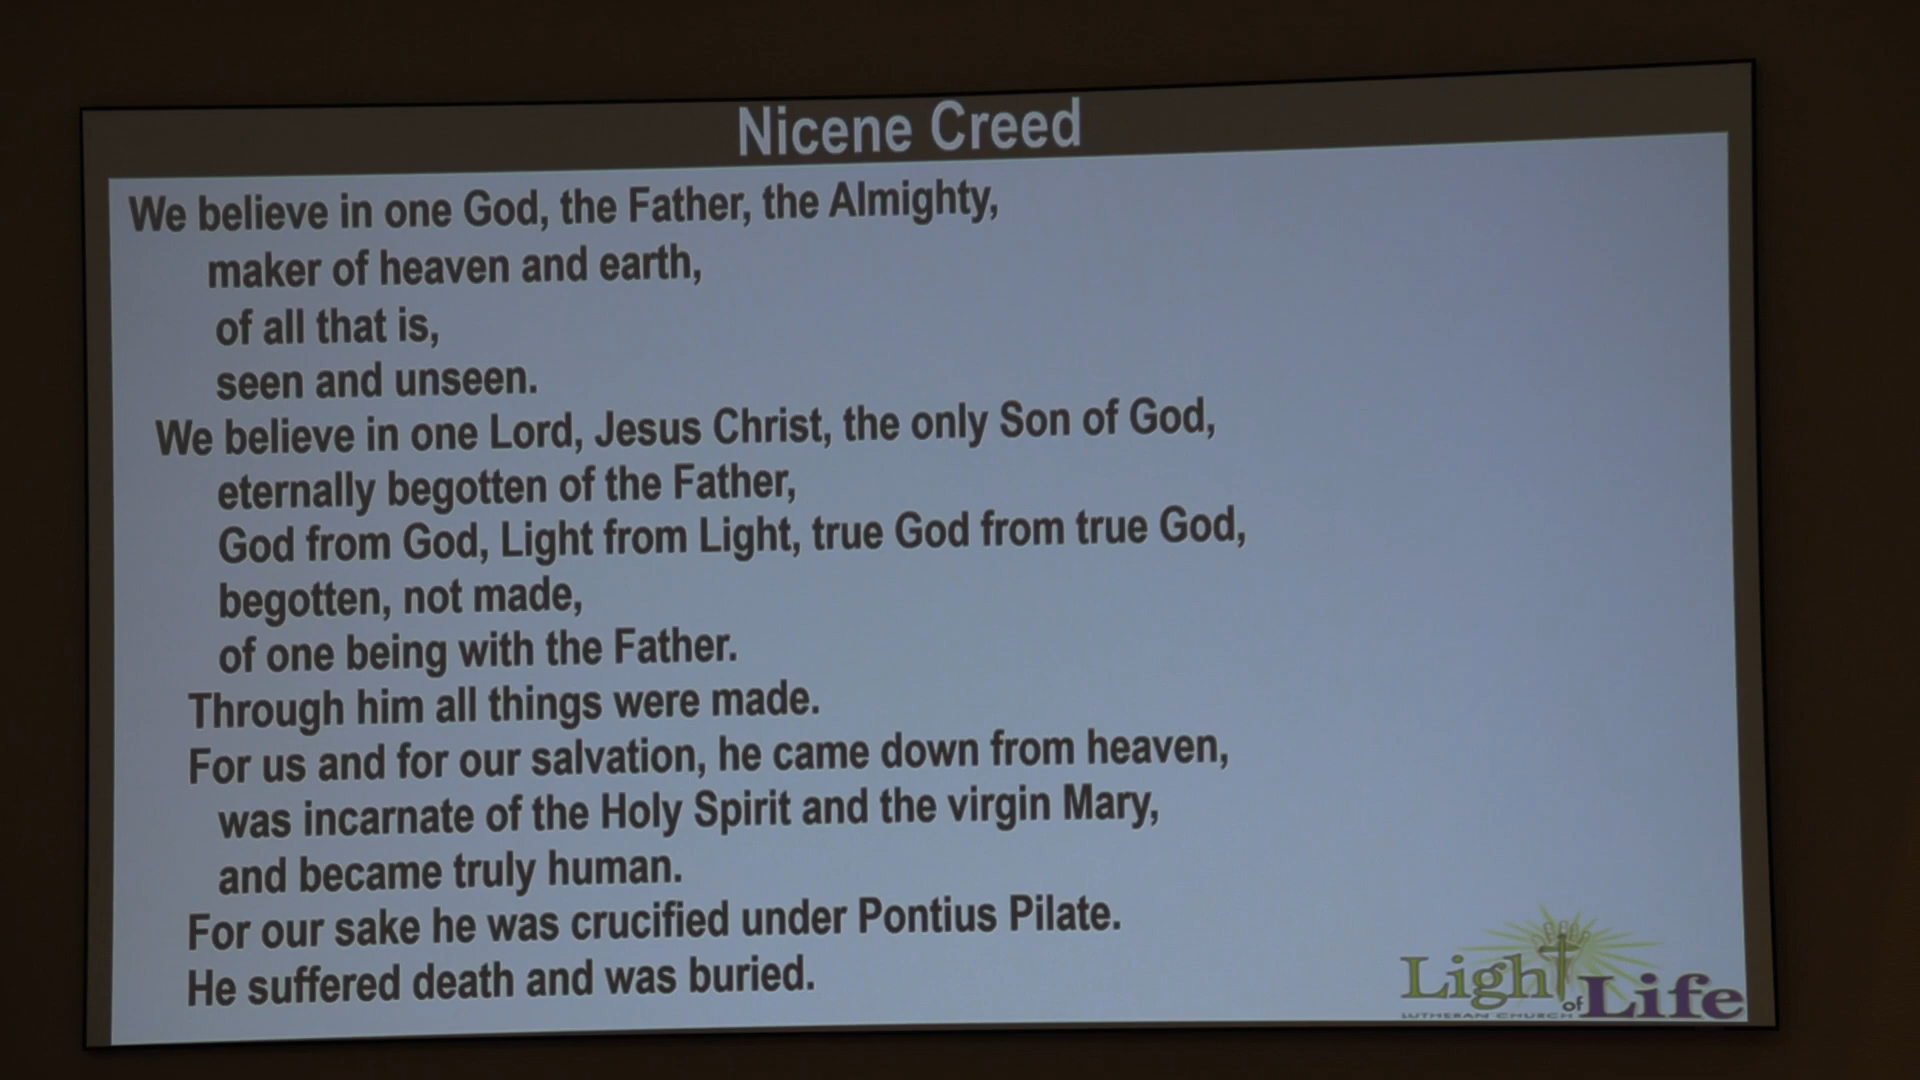 Nicene Creed
We believe in one God, the Father, the Almighty,
maker of heaven and earth,
of all that is,
seen and unseen.
We believe in one Lord, Jesus Christ, the only Son of God,
eternally begotten of the Father,
God from God, Light from Light, true God from true God,
begotten, not made,
of one being with the Father.
Through him all things were made.
For us and for our salvation, he came down from heaven,
was incarnate of the Holy Spirit and the virgin Mary,
and became truly human.
For our sake he was crucified under Pontius Pilate.
He suffered death and was buried.
Light of Life
LUTHERAN CHURCH